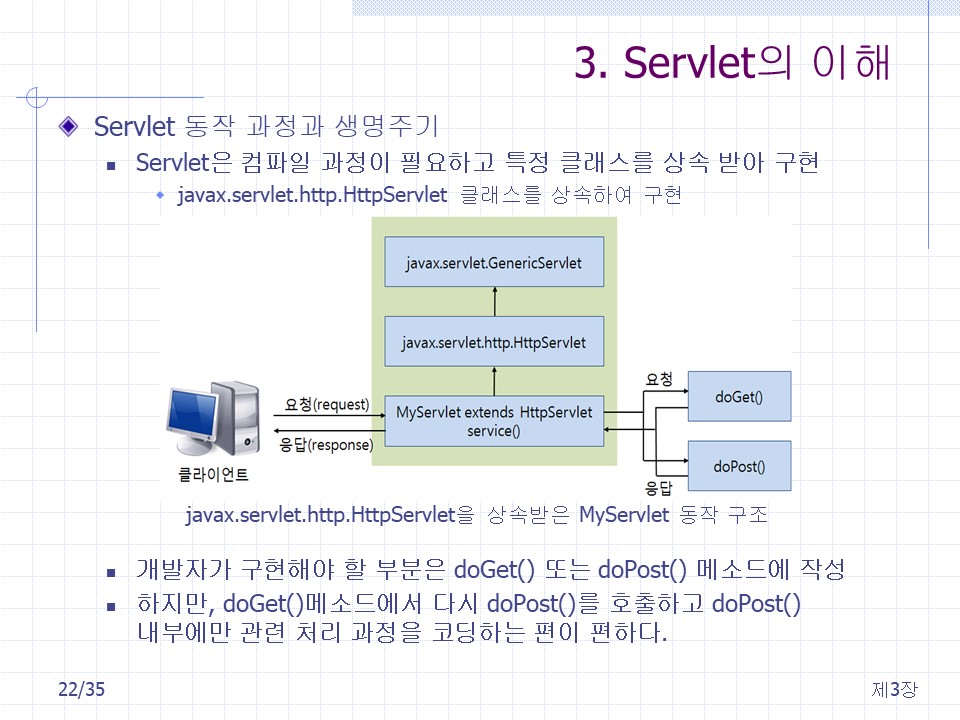 3. Servlet의 이해
Servlet 동작 과정과 생명주기
Servlet은 컴파일 과정이 필요하고 특정 클래스를 상속 받아 구현
javax.servlet.http.HttpServlet 클래스를 상속하여 구현
javax.servlet.GenericServlet
javax.servlet.http.HttpServlet
요청(request)
응답(response)
클라이언트
MyServlet extends HttpServlet
service()
요청
doGet()
doPost()
응답
javax.servlet.http.HttpServlet을 상속받은 MyServlet 동작 구조
개발자가 구현해야 할 부분은 doGet() 또는 doPost() 메소드에 작성
하지만, doGet()메소드에서 다시 doPost()를 호출하고 doPost()
내부에만 관련 처리 과정을 코딩하는 편이 편하다.
22/35
제3장